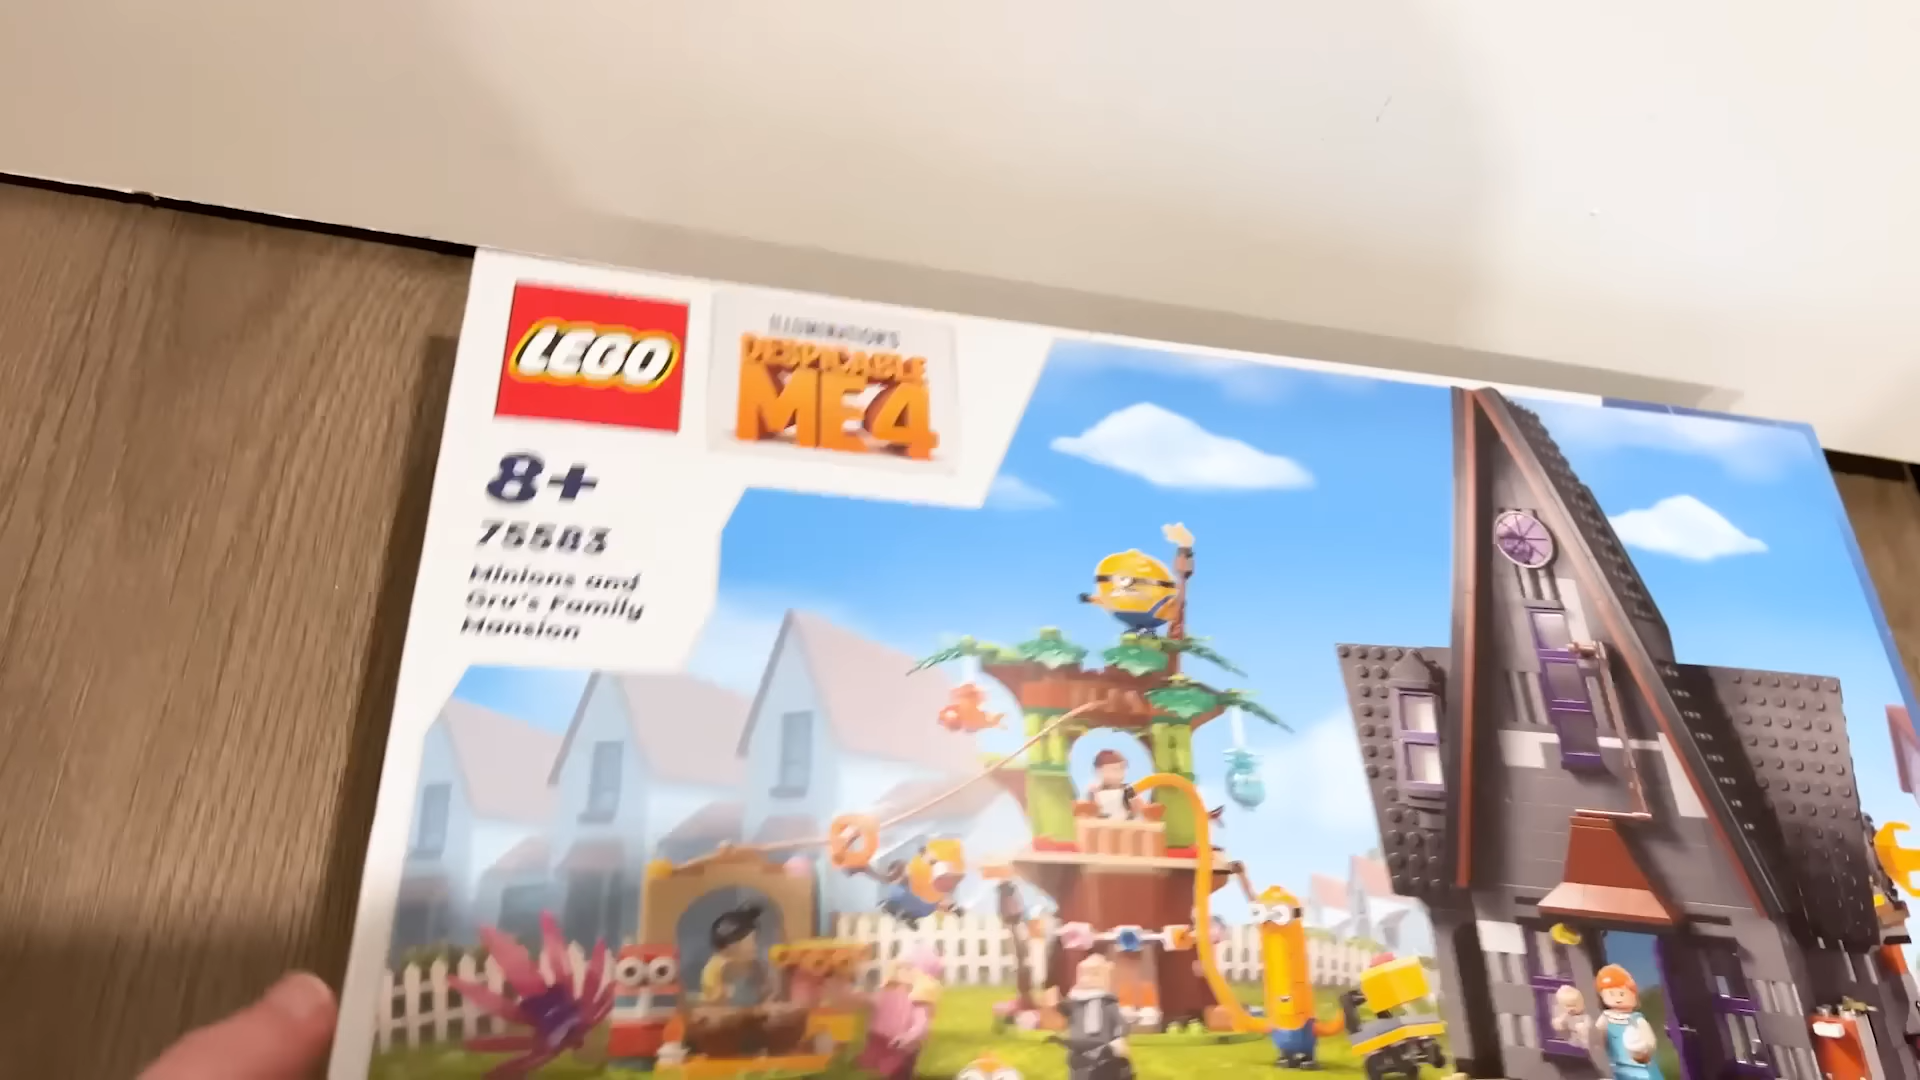 LEGO
ILLUMINATION'S
DESPICABLE
ME4
8+
75583
Minions and
Gru's Family
Mansion